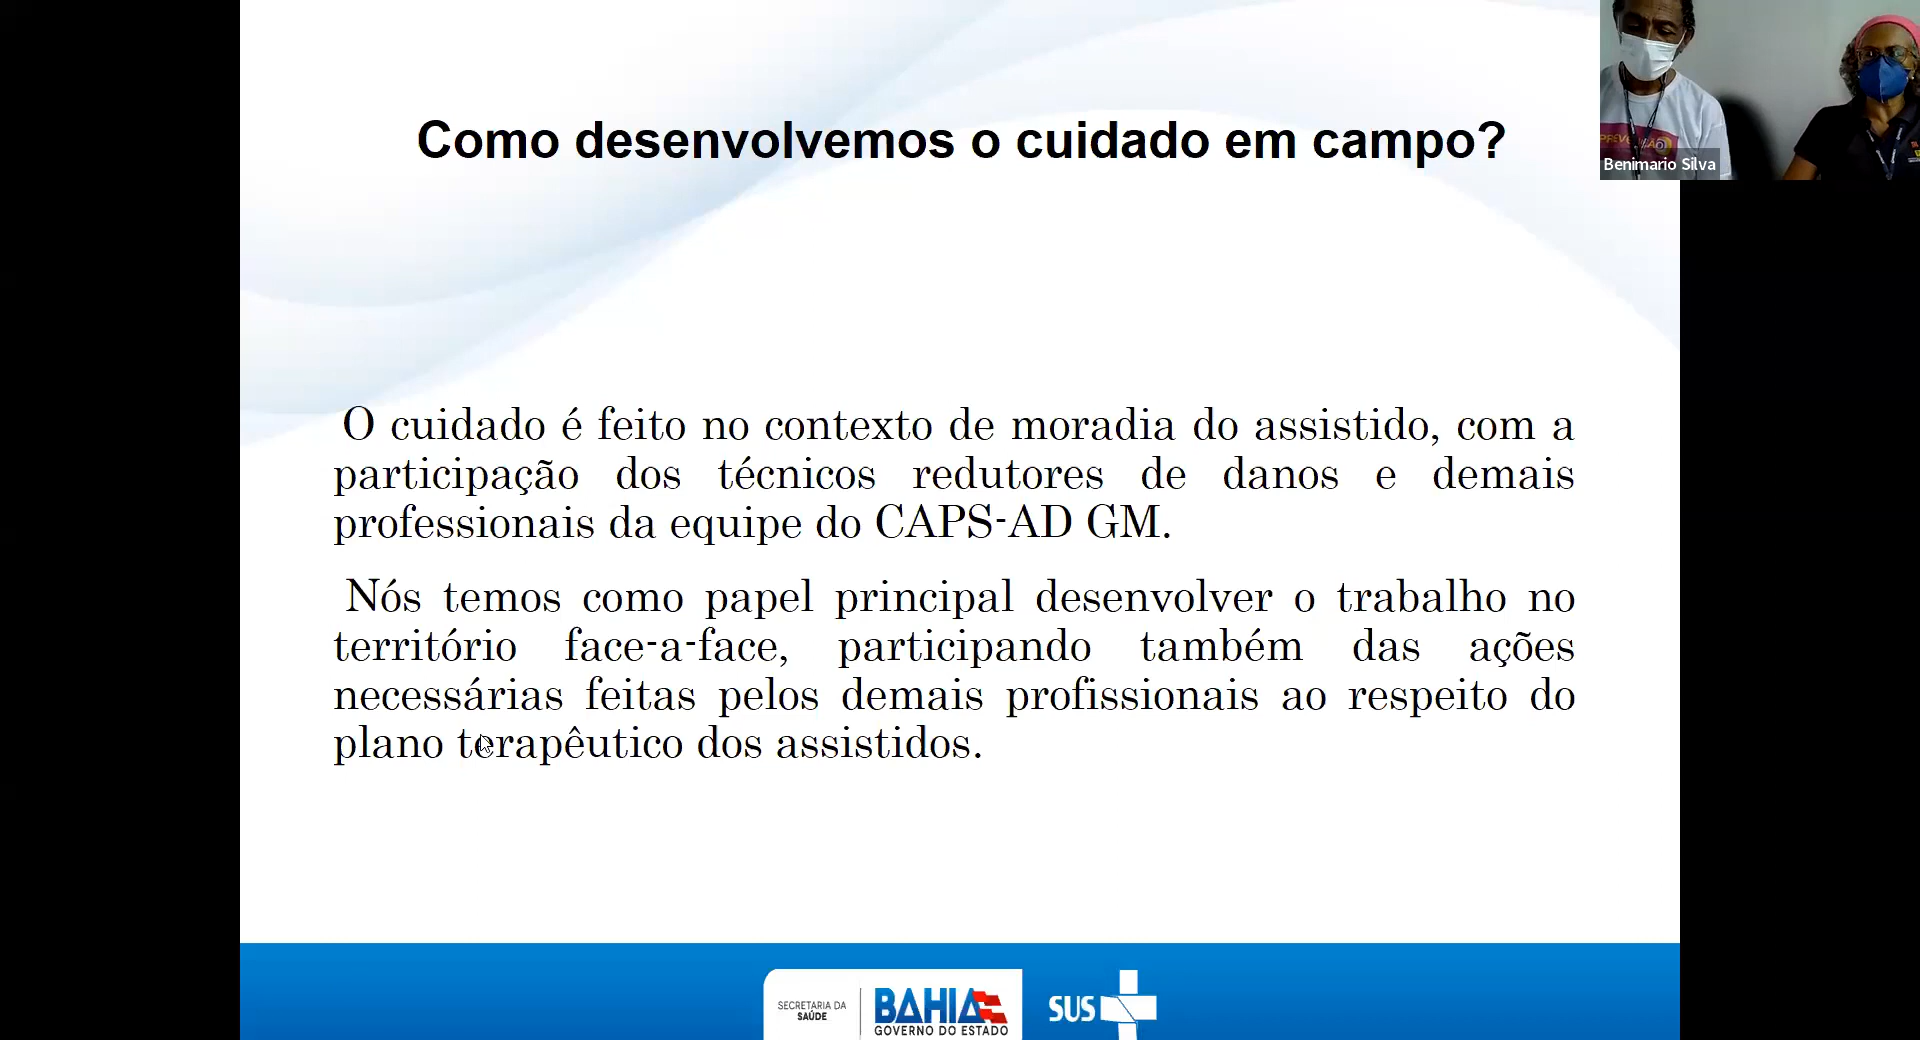 Como desenvolvemos o cuidado em campo?
Benimario Silva
O cuidado é feito no contexto de moradia do assistido, com a
participação dos técnicos redutores de danos e demais
professionais da equipe do CAPS-AD GM.
Nós temos como papel principal desenvolver o trabalho no
território face-a-face, participando também das ações
necessárias feitas pelos demais profissionais ao respeito do
plano terapêutico dos assistidos.
SECRETARIA DA
SAÚDE
BAHIA
GOVERNO DO ESTADO
SUS